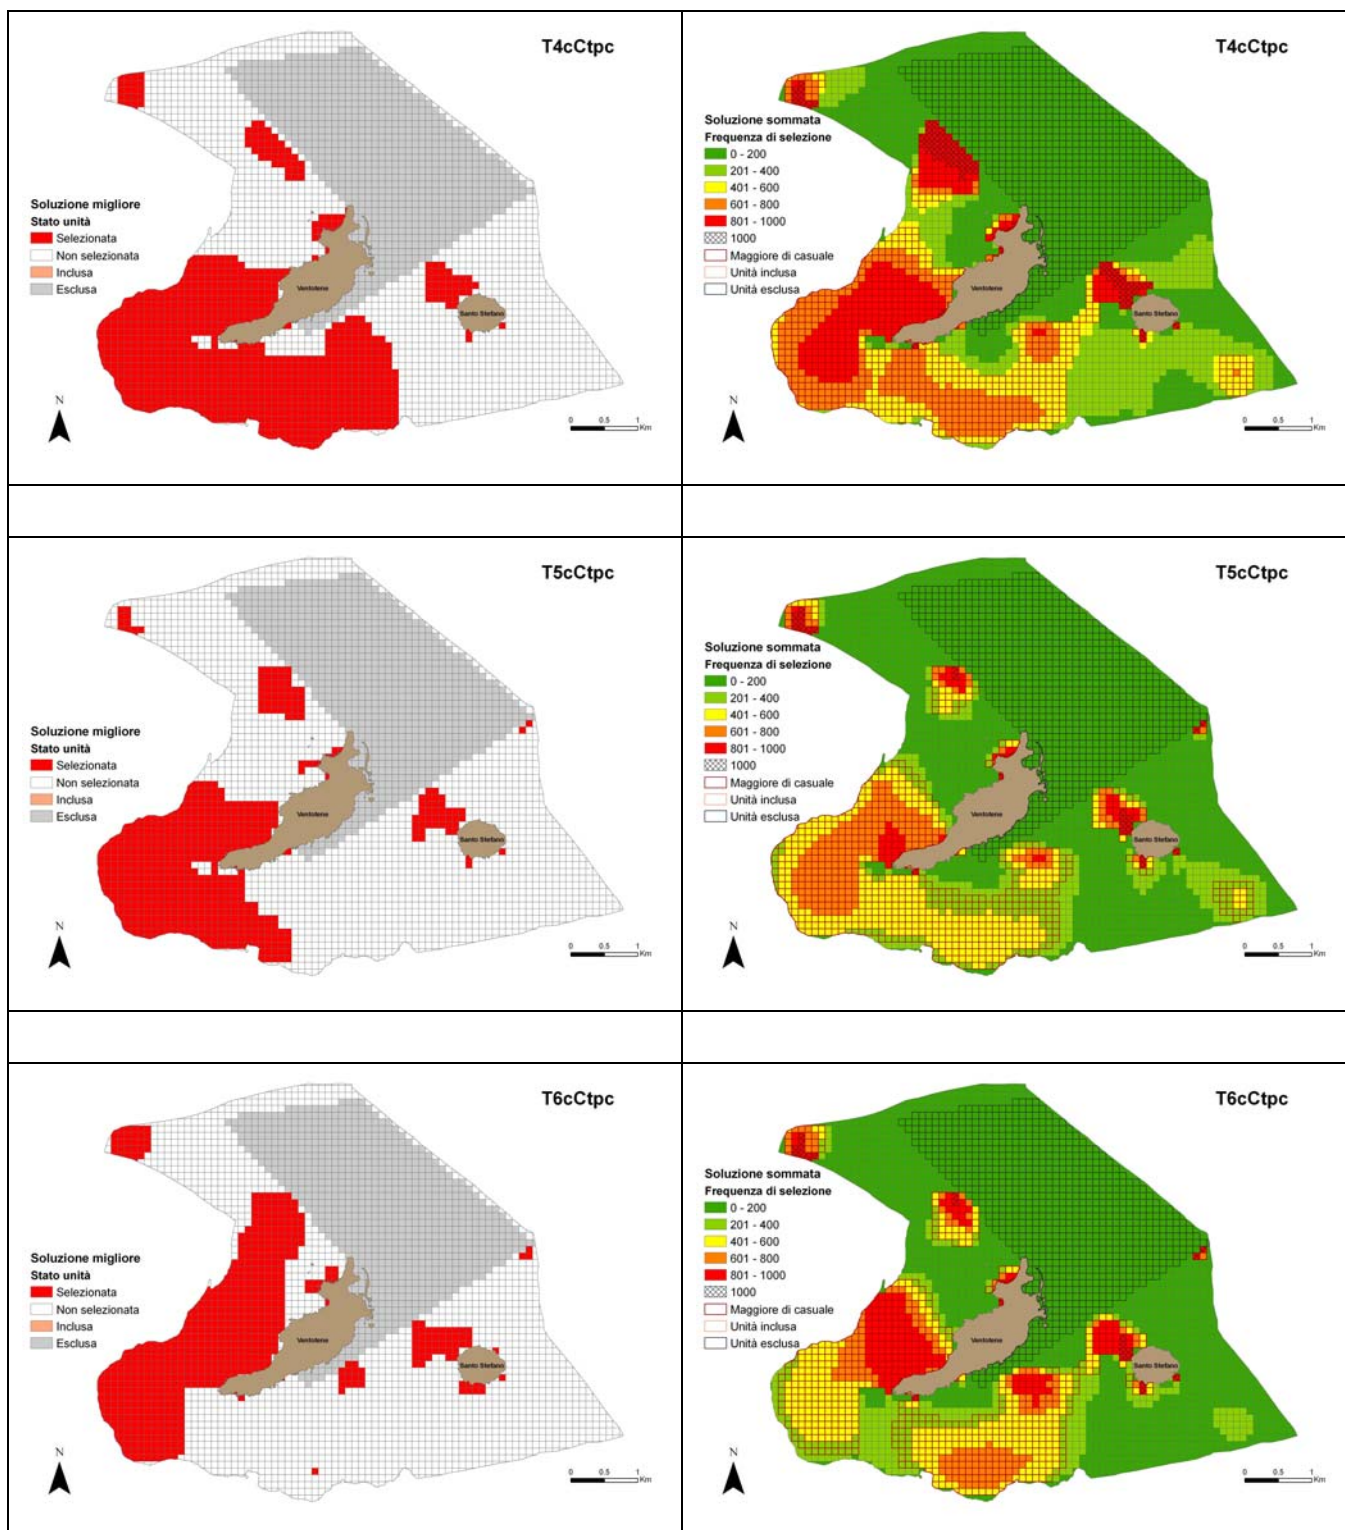 T4cCtpc
Soluzione migliore
Stato unità
Selezionata
Non selezionata
Inclusa
Esclusa
Ventotene
Santo Stefano
N
0 0.5 1
Km
T4cCtpc
Soluzione sommata
Frequenza di selezione
0 - 200
201 - 400
401 - 600
601 - 800
801 - 1000
1000
Maggiore di casuale
Unità inclusa
Unità esclusa
Ventotene
Santo Stefano
N
0 0.5 1
Km
T5cCtpc
Soluzione migliore
Stato unità
Selezionata
Non selezionata
Inclusa
Esclusa
Ventotene
Santo Stefano
N
0 0.5 1
Km
T5cCtpc
Soluzione sommata
Frequenza di selezione
0 - 200
201 - 400
401 - 600
601 - 800
801 - 1000
1000
Maggiore di casuale
Unità inclusa
Unità esclusa
Ventotene
Santo Stefano
N
0 0.5 1
Km
T6cCtpc
Soluzione migliore
Stato unità
Selezionata
Non selezionata
Inclusa
Esclusa
Ventotene
Santo Stefano
N
0 0.5 1
Km
T6cCtpc
Soluzione sommata
Frequenza di selezione
0 - 200
201 - 400
401 - 600
601 - 800
801 - 1000
1000
Maggiore di casuale
Unità inclusa
Unità esclusa
Ventotene
Santo Stefano
N
0 0.5 1
Km